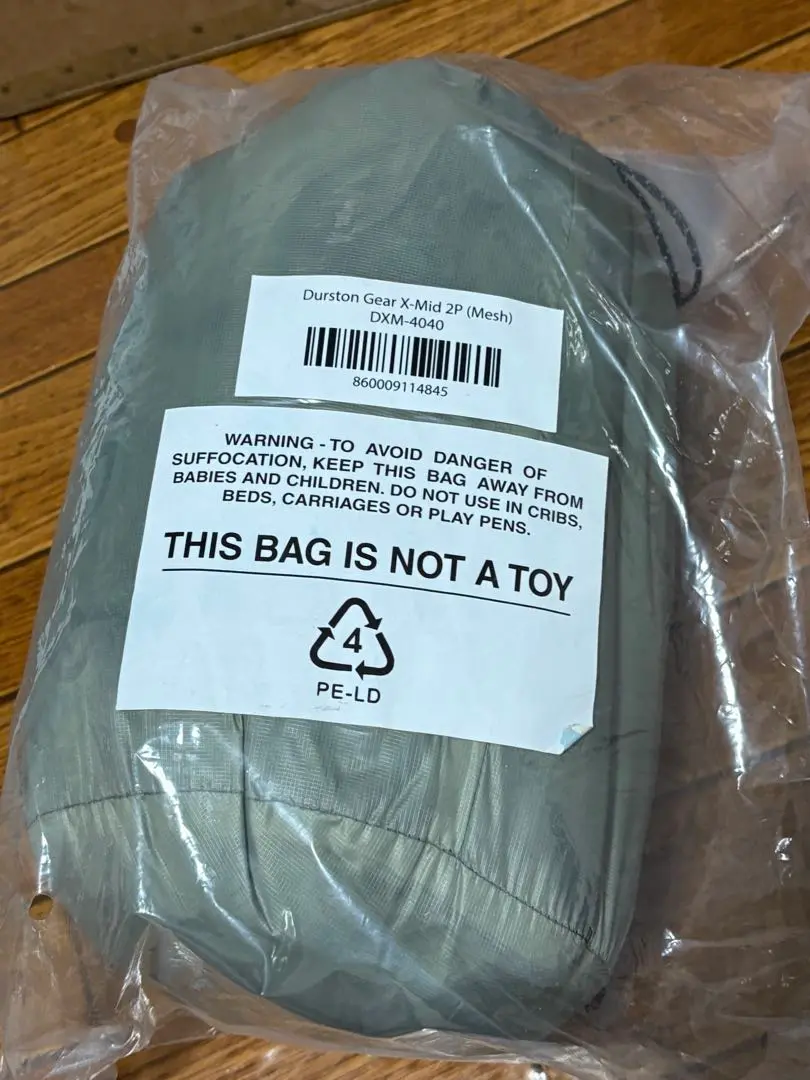 Durston Gear X-Mid 2P (Mesh)
DXM-4040
860009114845
WARNING - TO AVOID DANGER OF
SUFFOCATION, KEEP THIS BAG AWAY FROM
BABIES AND CHILDREN. DO NOT USE IN CRIBS,
BEDS, CARRIAGES OR PLAY PENS.
THIS BAG IS NOT A TOY
4
PE-LD